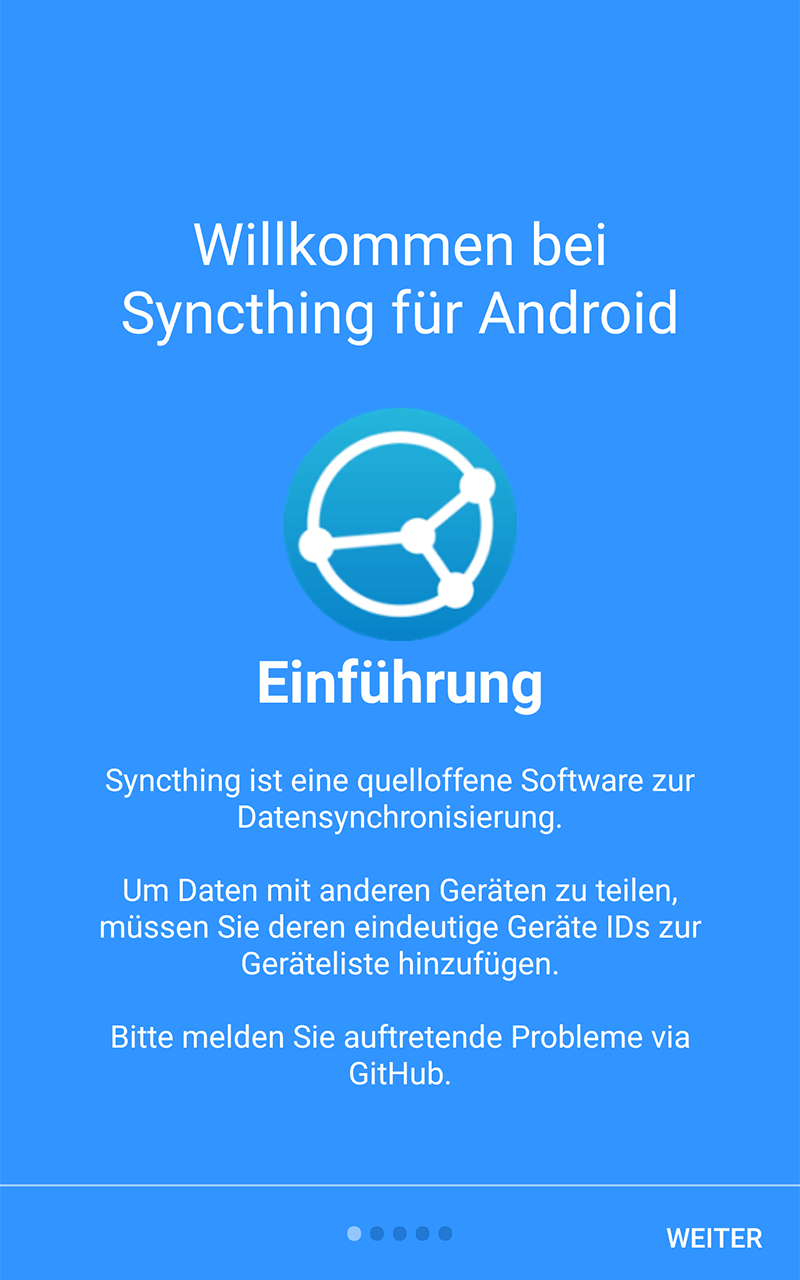 Willkommen bei
Syncthing für Android
Einführung
Syncthing ist eine quelloffene Software zur
Datensynchronisierung.
Um Daten mit anderen Geräten zu teilen,
müssen Sie deren eindeutige Geräte IDs zur
Geräteliste hinzufügen.
Bitte melden Sie auftretende Probleme via
GitHub.
WEITER